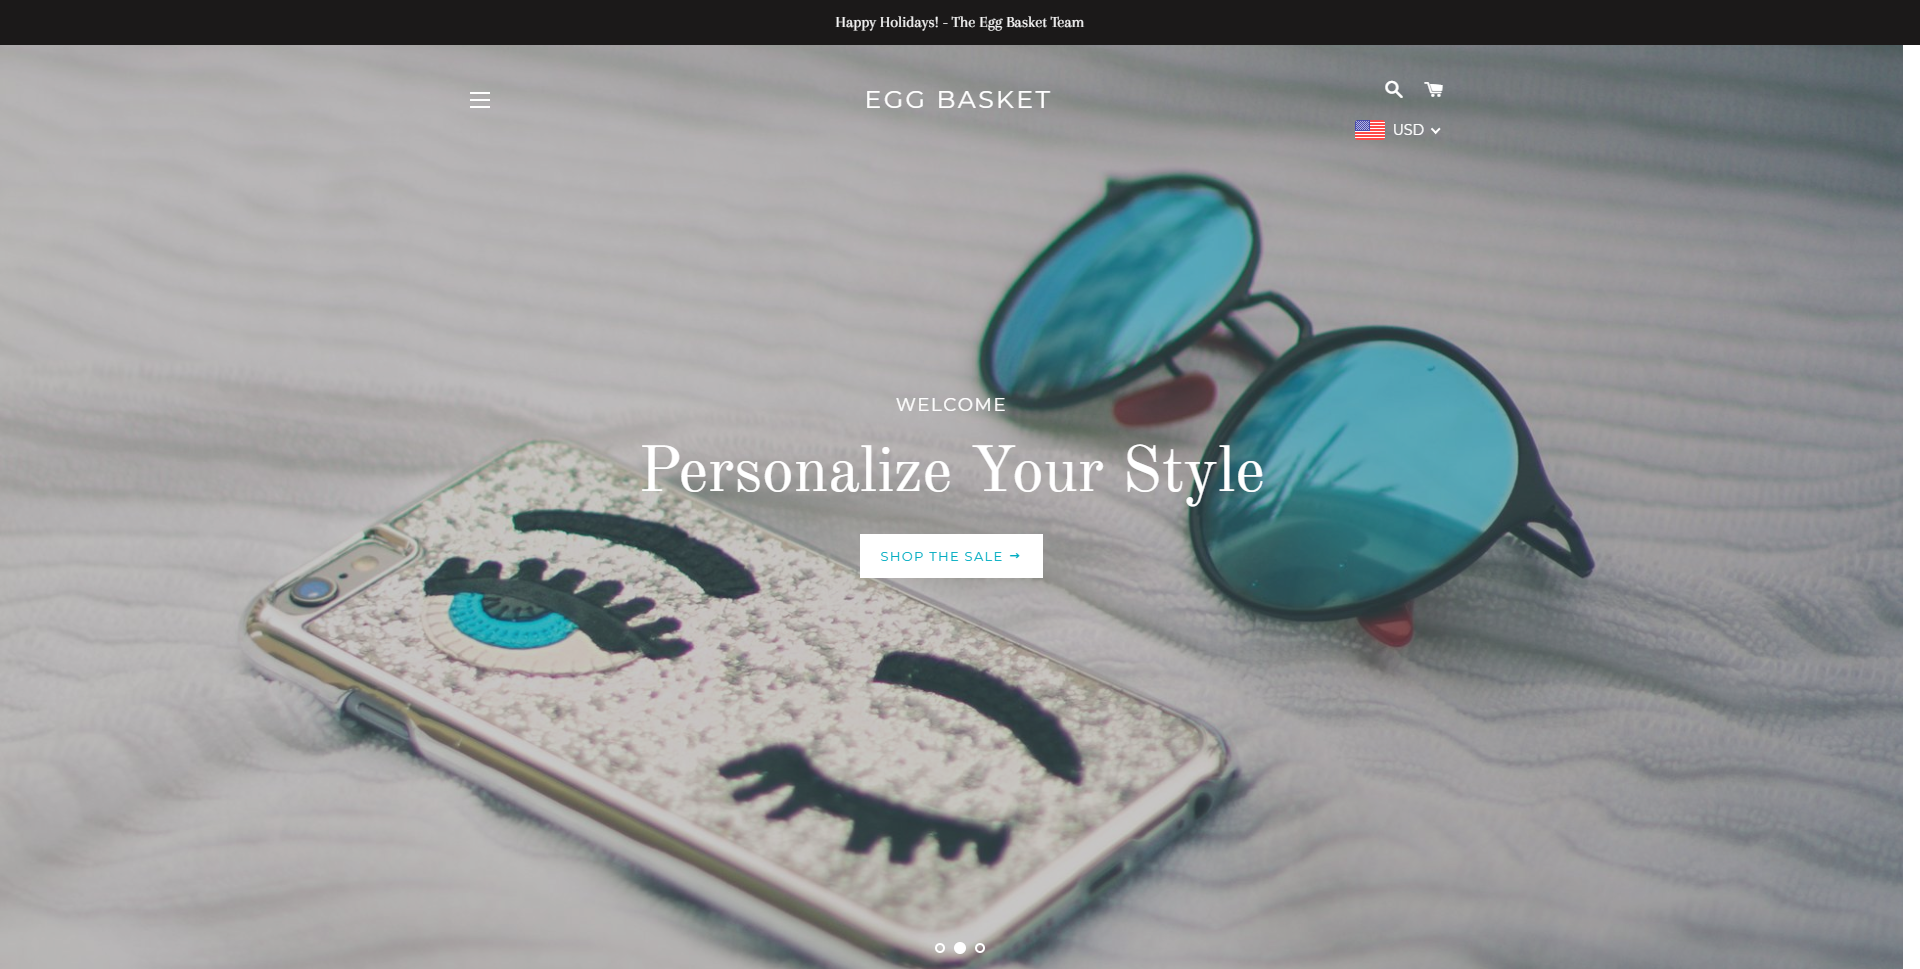 Happy Holidays! - The Egg Basket Team
EGG BASKET
USD
WELCOME
Personalize Your Style
SHOP THE SALE →